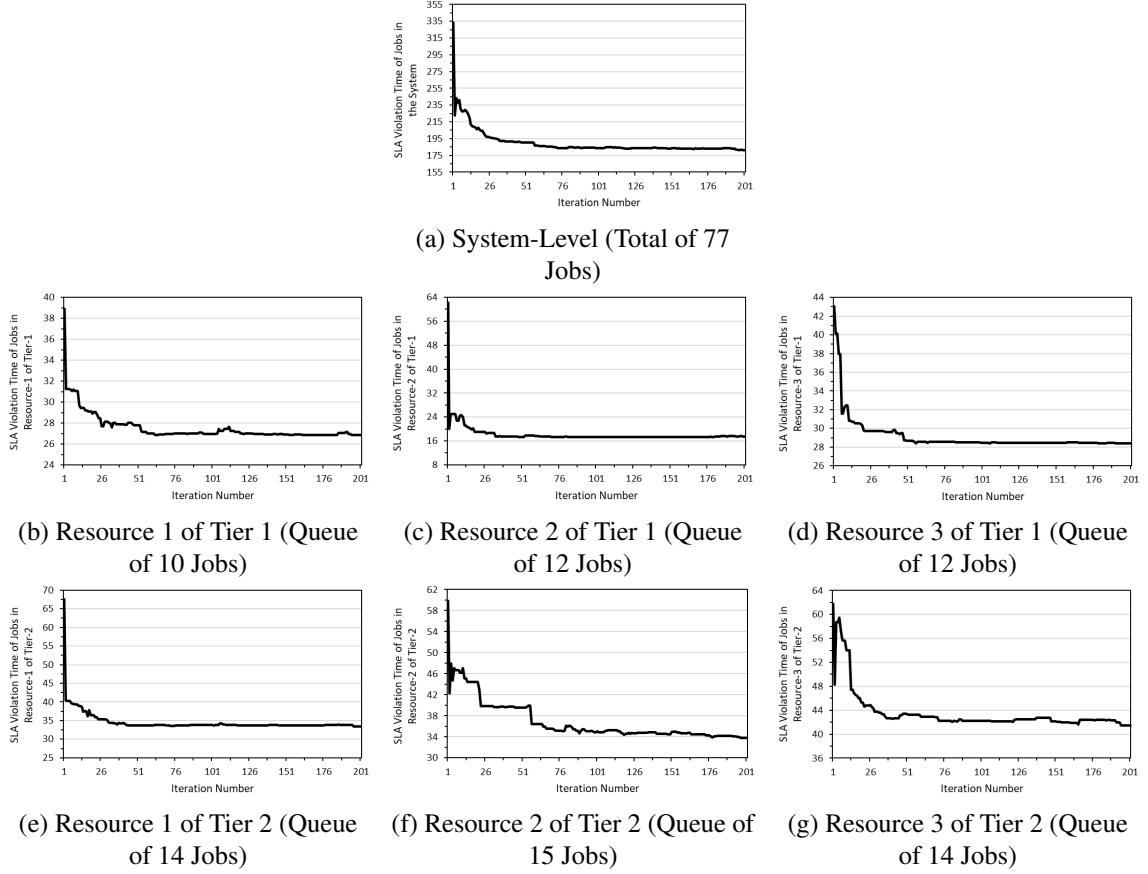 SLA Violation Time of Jobs in
the System
355
335
315
295
275
255
235
215
195
175
155
1 26 51 76 101 126 151 176 201
Iteration Number
(a) System-Level (Total of 77
Jobs)
SLA Violation Time of Jobs in
Resource-1 of Tier-1
40
38
36
34
32
30
28
26
24
1 26 51 76 101 126 151 176 201
Iteration Number
(b) Resource 1 of Tier 1 (Queue
of 10 Jobs)
SLA Violation Time of Jobs in
Resource-2 of Tier-1
64
56
48
40
32
24
16
8
1 26 51 76 101 126 151 176 201
Iteration Number
(c) Resource 2 of Tier 1 (Queue
of 12 Jobs)
SLA Violation Time of Jobs in
Resource-3 of Tier-1
44
42
40
38
36
34
32
30
28
26
1 26 51 76 101 126 151 176 201
Iteration Number
(d) Resource 3 of Tier 1 (Queue
of 12 Jobs)
SLA Violation Time of Jobs in
Resource-1 of Tier-2
70
65
60
55
50
45
40
35
30
25
1 26 51 76 101 126 151 176 201
Iteration Number
(e) Resource 1 of Tier 2 (Queue
of 14 Jobs)
SLA Violation Time of Jobs in
Resource-2 of Tier-2
62
58
54
50
46
42
38
34
30
1 26 51 76 101 126 151 176 201
Iteration Number
(f) Resource 2 of Tier 2 (Queue of
15 Jobs)
SLA Violation Time of Jobs in
Resource-3 of Tier-2
64
60
56
52
48
44
40
36
1 26 51 76 101 126 151 176 201
Iteration Number
(g) Resource 3 of Tier 2 (Queue
of 14 Jobs)